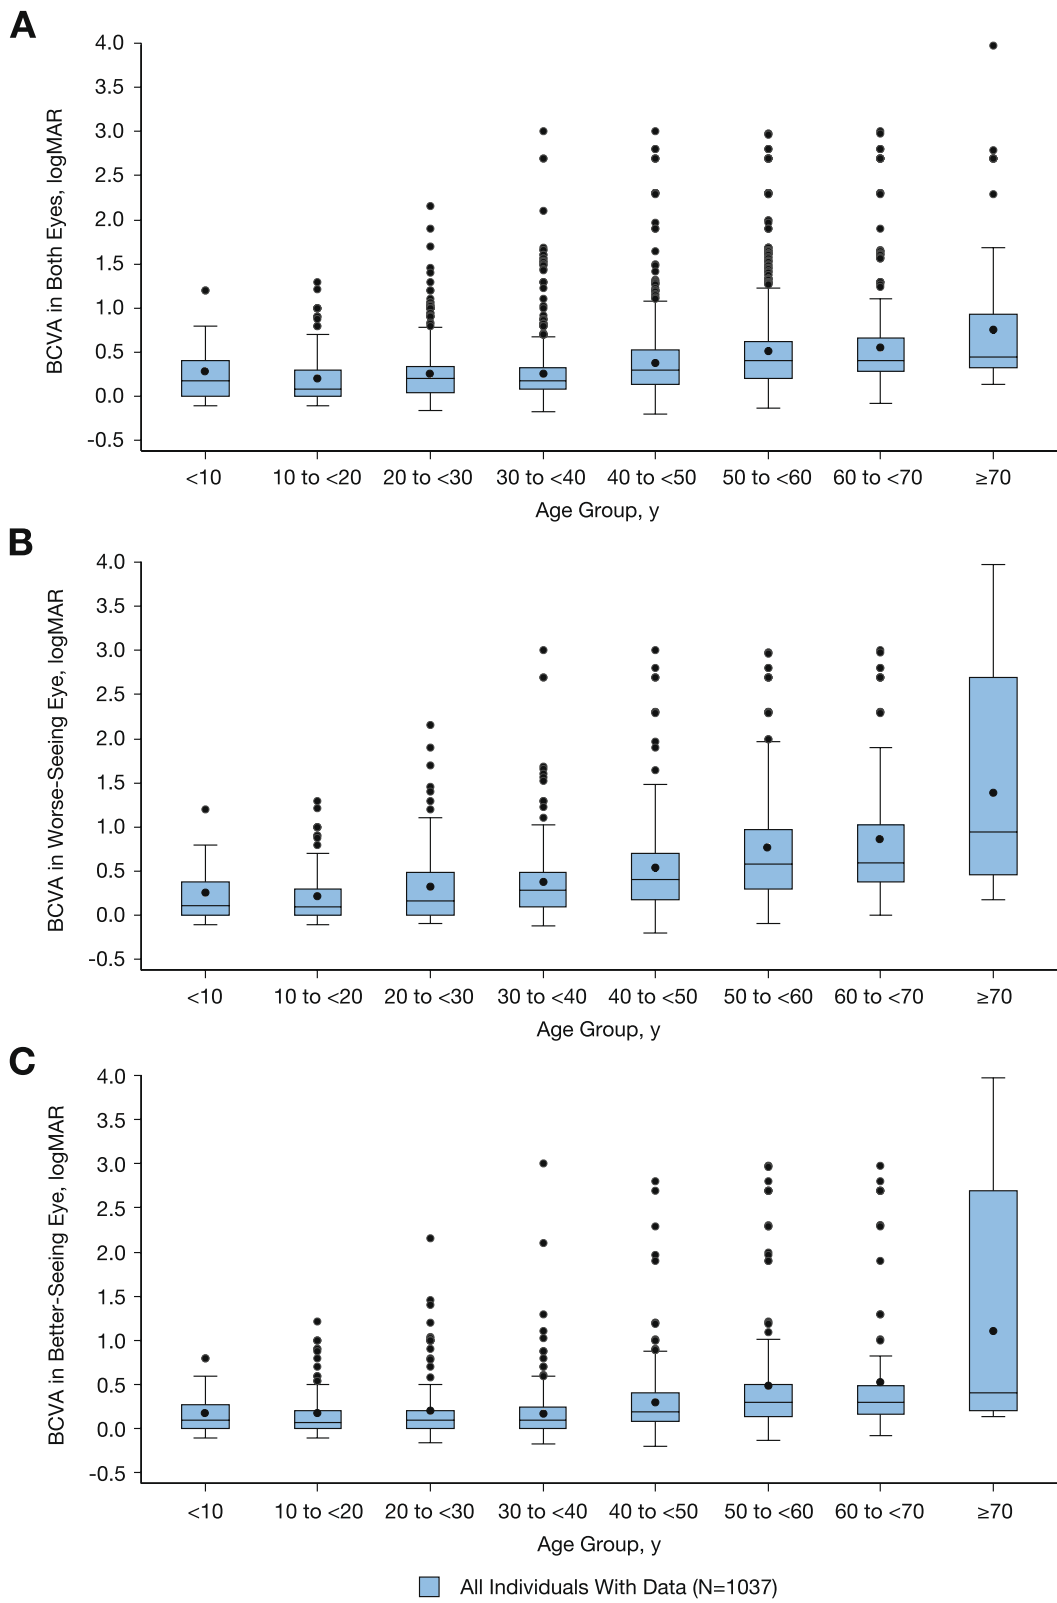 A
BCVA in Both Eyes, logMAR
4.0
3.5
3.0
2.5
2.0
1.5
1.0
0.5
0.0
-0.5
<10 10 to <20 20 to <30 30 to <40 40 to <50 50 to <60 60 to <70 ≥70
Age Group, y
B
BCVA in Worse-Seeing Eye, logMAR
4.0
3.5
3.0
2.5
2.0
1.5
1.0
0.5
0.0
-0.5
<10 10 to <20 20 to <30 30 to <40 40 to <50 50 to <60 60 to <70 ≥70
Age Group, y
C
BCVA in Better-Seeing Eye, logMAR
4.0
3.5
3.0
2.5
2.0
1.5
1.0
0.5
0.0
-0.5
<10 10 to <20 20 to <30 30 to <40 40 to <50 50 to <60 60 to <70 ≥70
Age Group, y
All Individuals With Data (N=1037)